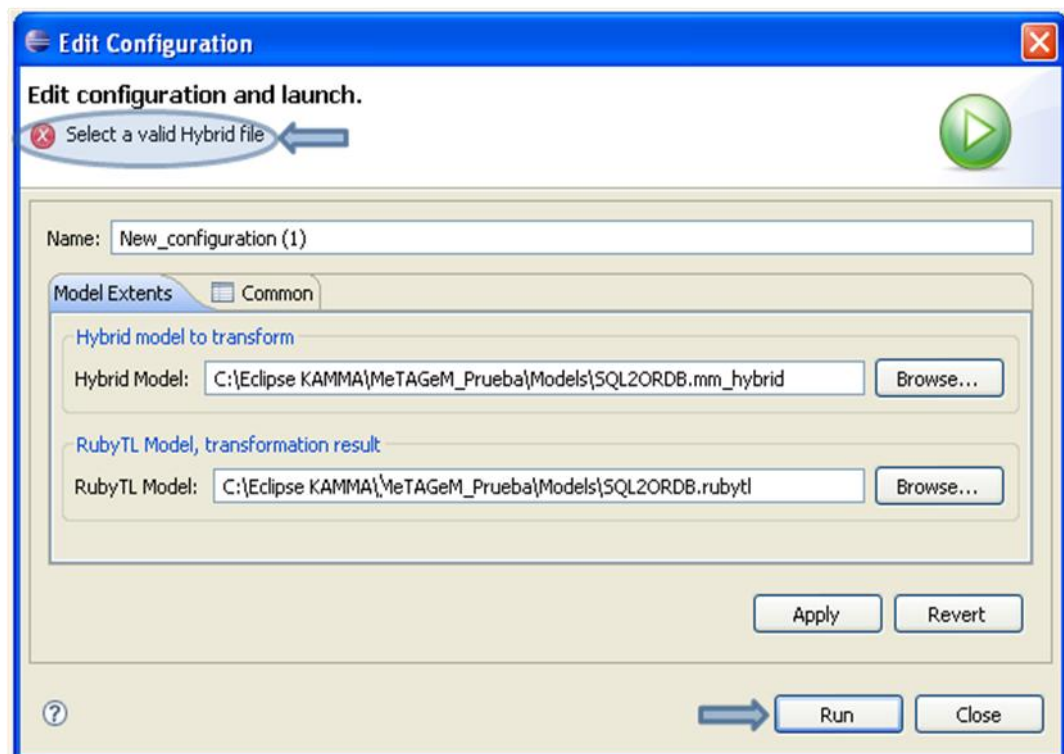 Edit Configuration
Edit configuration and launch.
Select a valid Hybrid file
Name: New_configuration (1)
Model Extents Common
Hybrid model to transform
Hybrid Model: C:\Eclipse KAMMA\MeTAGeM_Prueba\Models\SQL2ORDB.mm_hybrid Browse...
RubyTL Model, transformation result
RubyTL Model: C:\Eclipse KAMMA\MeTAGeM_Prueba\Models\SQL2ORDB.rubytl Browse...
Apply Revert
? Run Close